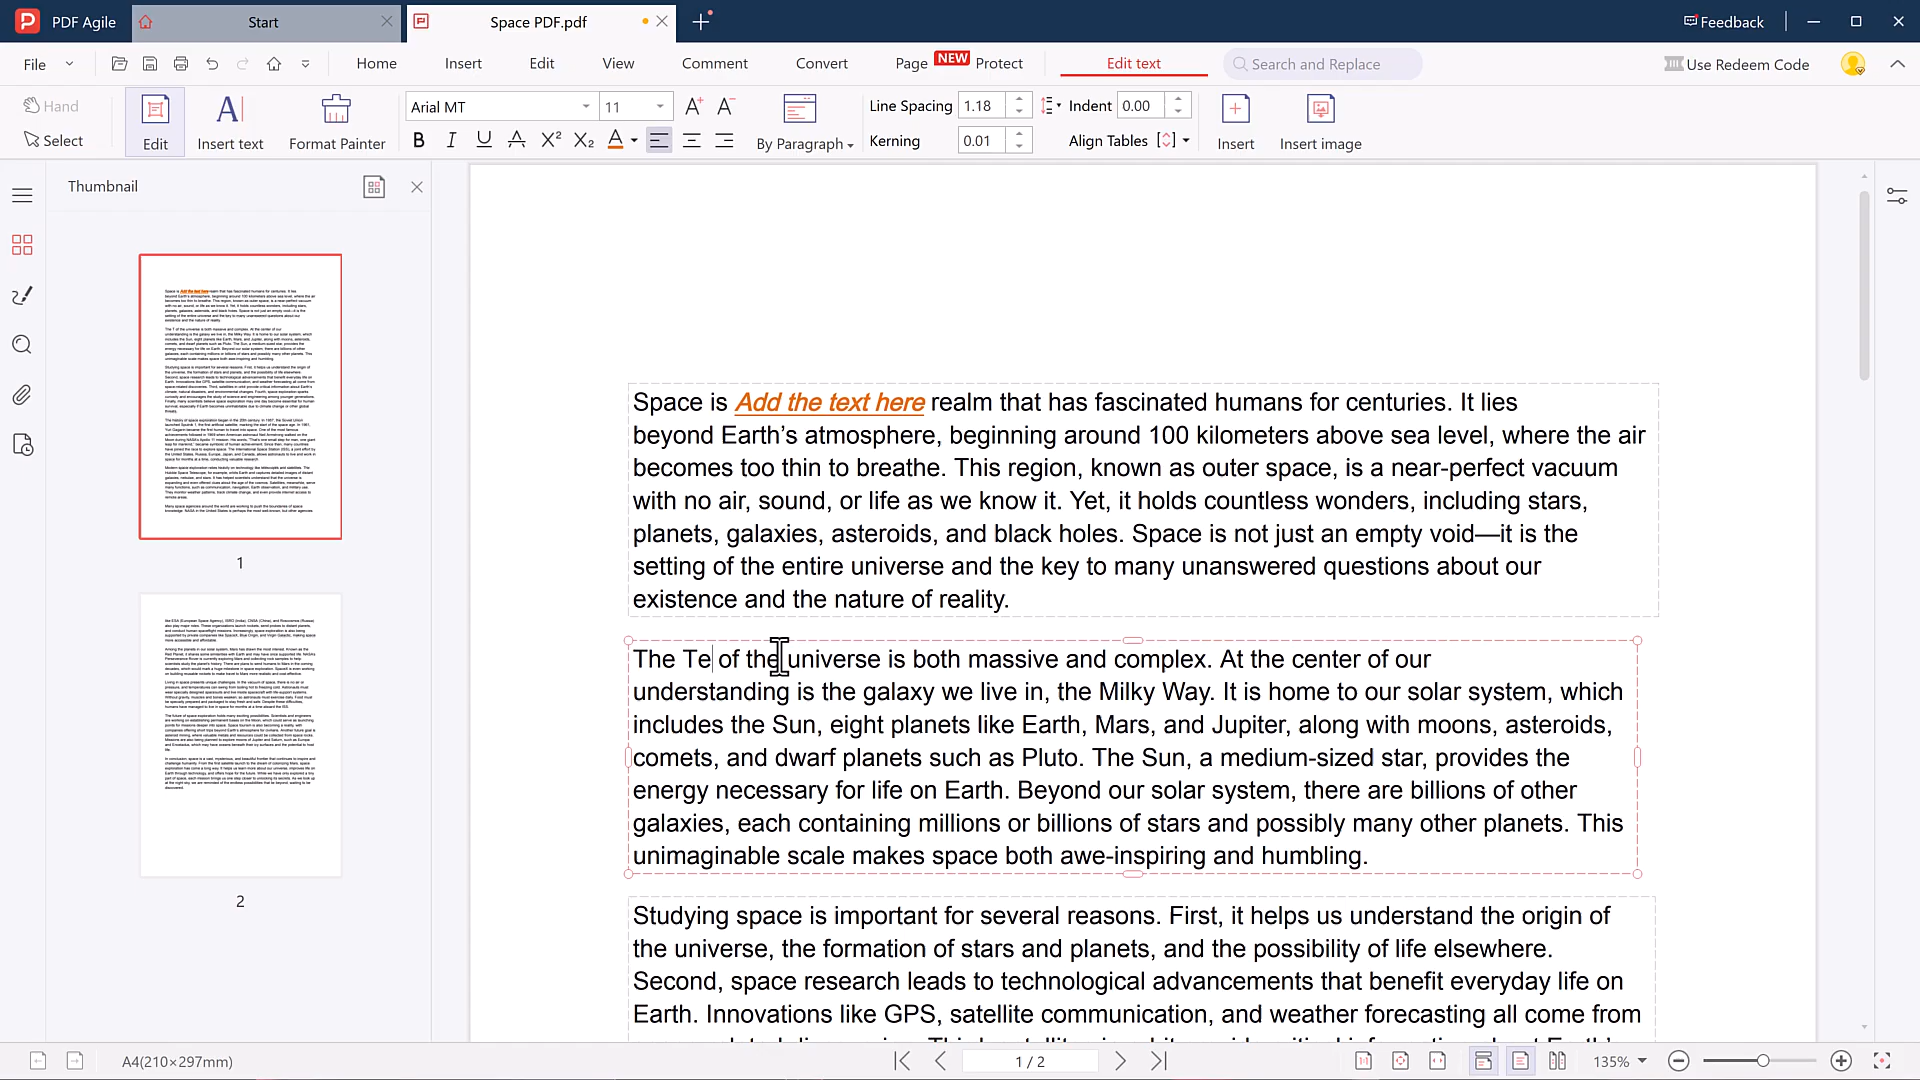 PDF Agile
Start
Space PDF.pdf
Feedback
File
Home
Insert
Edit
View
Comment
Convert
Page
NEW
Protect
Edit text
Search and Replace
Use Redeem Code
Hand
Select
Edit
Insert text
Format Painter
Arial MT
11
By Paragraph
Line Spacing 1.18
Kerning 0.01
Indent 0.00
Align Tables
Insert
Insert image
Thumbnail
1
2
Space is Add the text here realm that has fascinated humans for centuries. It lies
beyond Earth’s atmosphere, beginning around 100 kilometers above sea level, where the air
becomes too thin to breathe. This region, known as outer space, is a near-perfect vacuum
with no air, sound, or life as we know it. Yet, it holds countless wonders, including stars,
planets, galaxies, asteroids, and black holes. Space is not just an empty void—it is the
setting of the entire universe and the key to many unanswered questions about our
existence and the nature of reality.
The Te of the universe is both massive and complex. At the center of our
understanding is the galaxy we live in, the Milky Way. It is home to our solar system, which
includes the Sun, eight planets like Earth, Mars, and Jupiter, along with moons, asteroids,
comets, and dwarf planets such as Pluto. The Sun, a medium-sized star, provides the
energy necessary for life on Earth. Beyond our solar system, there are billions of other
galaxies, each containing millions or billions of stars and possibly many other planets. This
unimaginable scale makes space both awe-inspiring and humbling.
Studying space is important for several reasons. First, it helps us understand the origin of
the universe, the formation of stars and planets, and the possibility of life elsewhere.
Second, space research leads to technological advancements that benefit everyday life on
Earth. Innovations like GPS, satellite communication, and weather forecasting all come from
A4(210×297mm)
1 / 2
135%